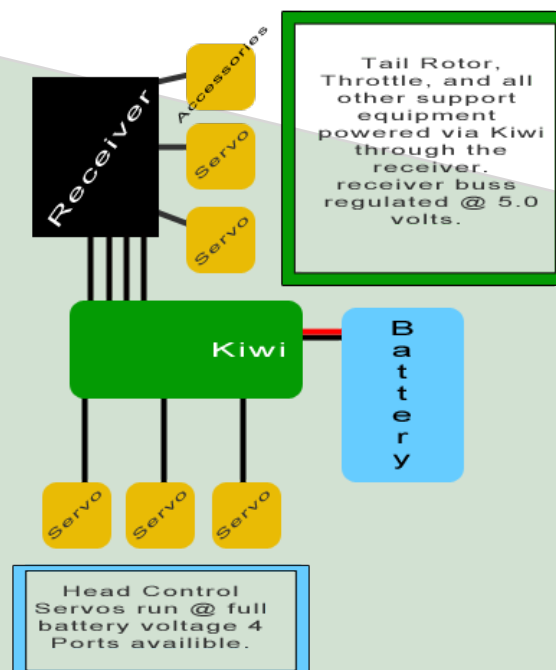 Accessories
Receiver
Servo
Servo
Tail Rotor,
Throttle, and all
other support
equipment
powered via Kiwi
through the
receiver.
receiver buss
regulated @ 5.0
volts.
Kiwi
Battery
Servo
Servo
Servo
Head Control
Servos run @ full
battery voltage 4
Ports availible.